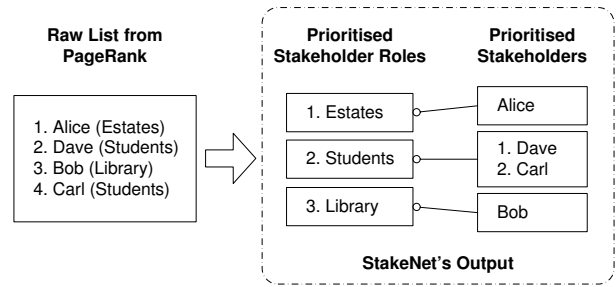 Raw List from
PageRank
1. Alice (Estates)
2. Dave (Students)
3. Bob (Library)
4. Carl (Students)
Prioritised
Stakeholder Roles
1. Estates
2. Students
3. Library
Prioritised
Stakeholders
Alice
1. Dave
2. Carl
Bob
StakeNet's Output